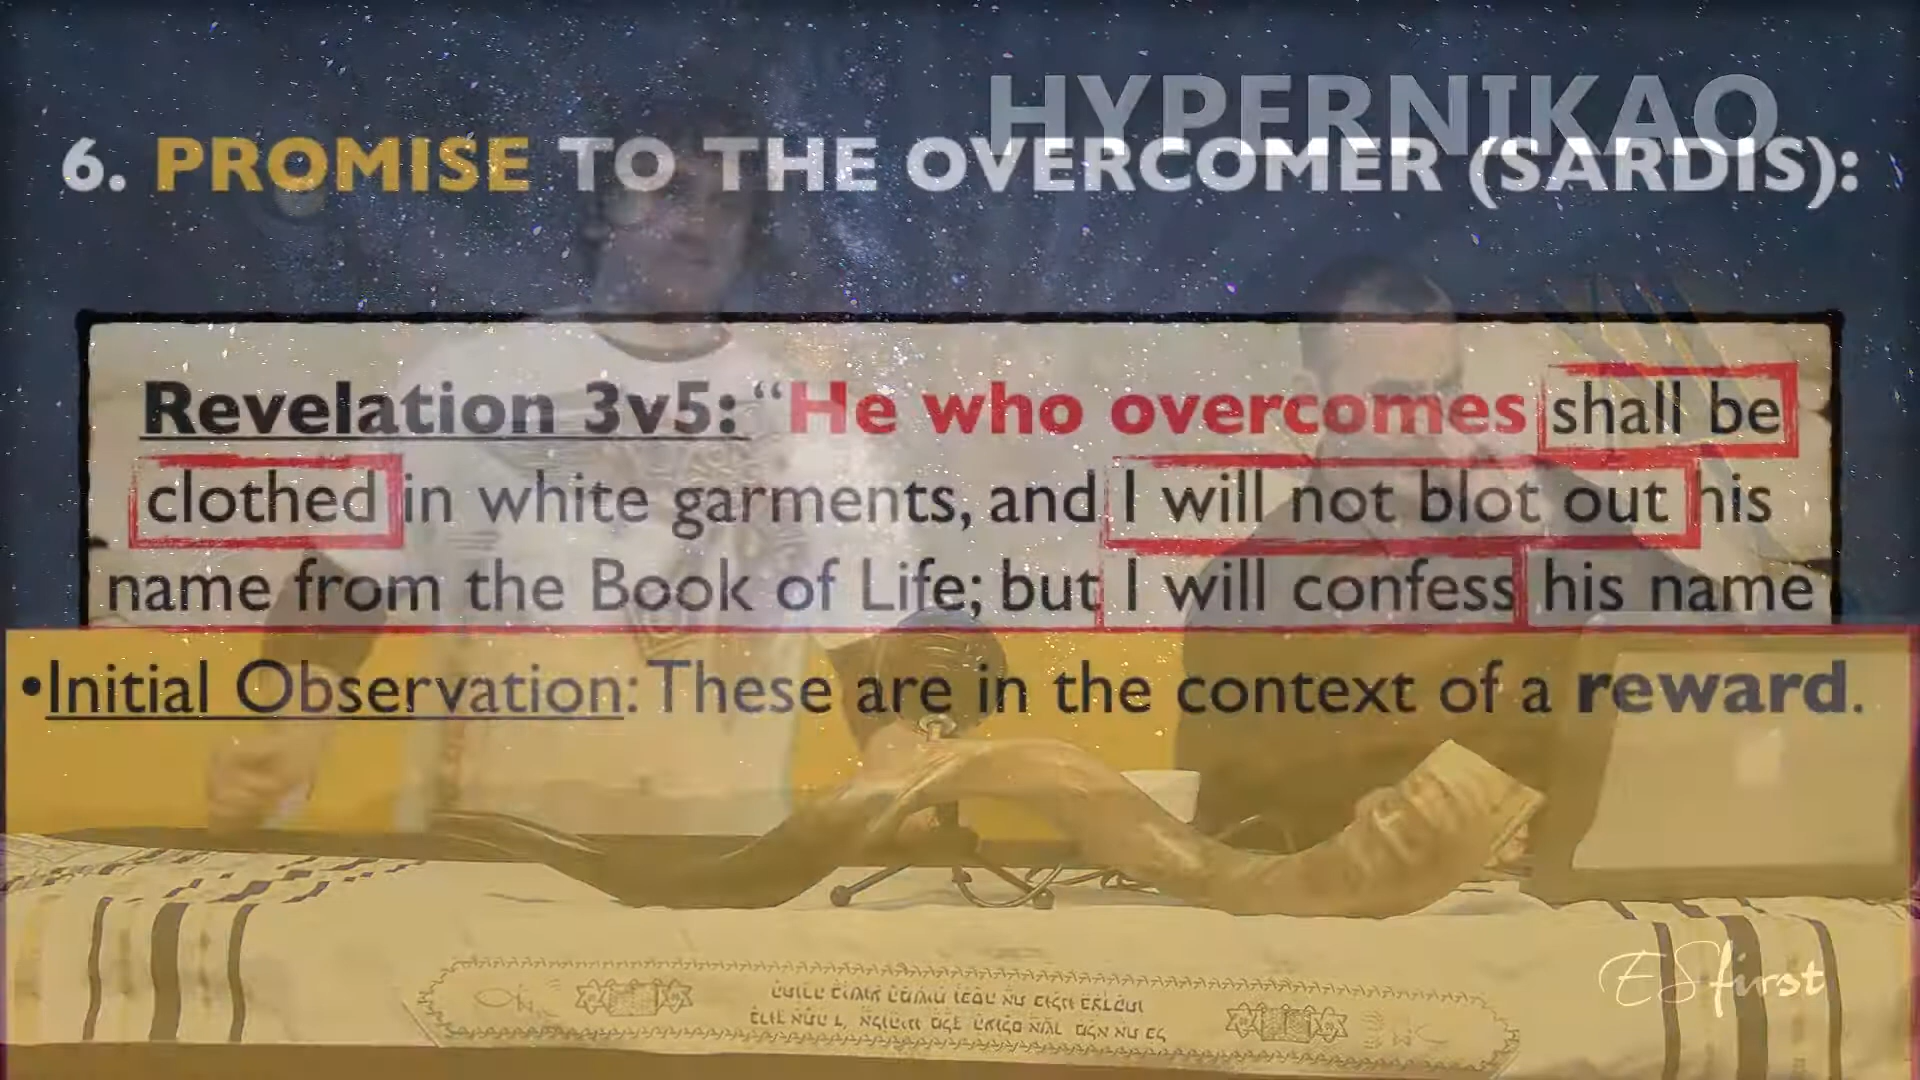 HYPERNIKAO
6. PROMISE TO THE OVERCOMER (SARDIS):
Revelation 3v5: “He who overcomes shall be
clothed in white garments, and I will not blot out his
name from the Book of Life; but I will confess his name
•Initial Observation: These are in the context of a reward.
ESfirst